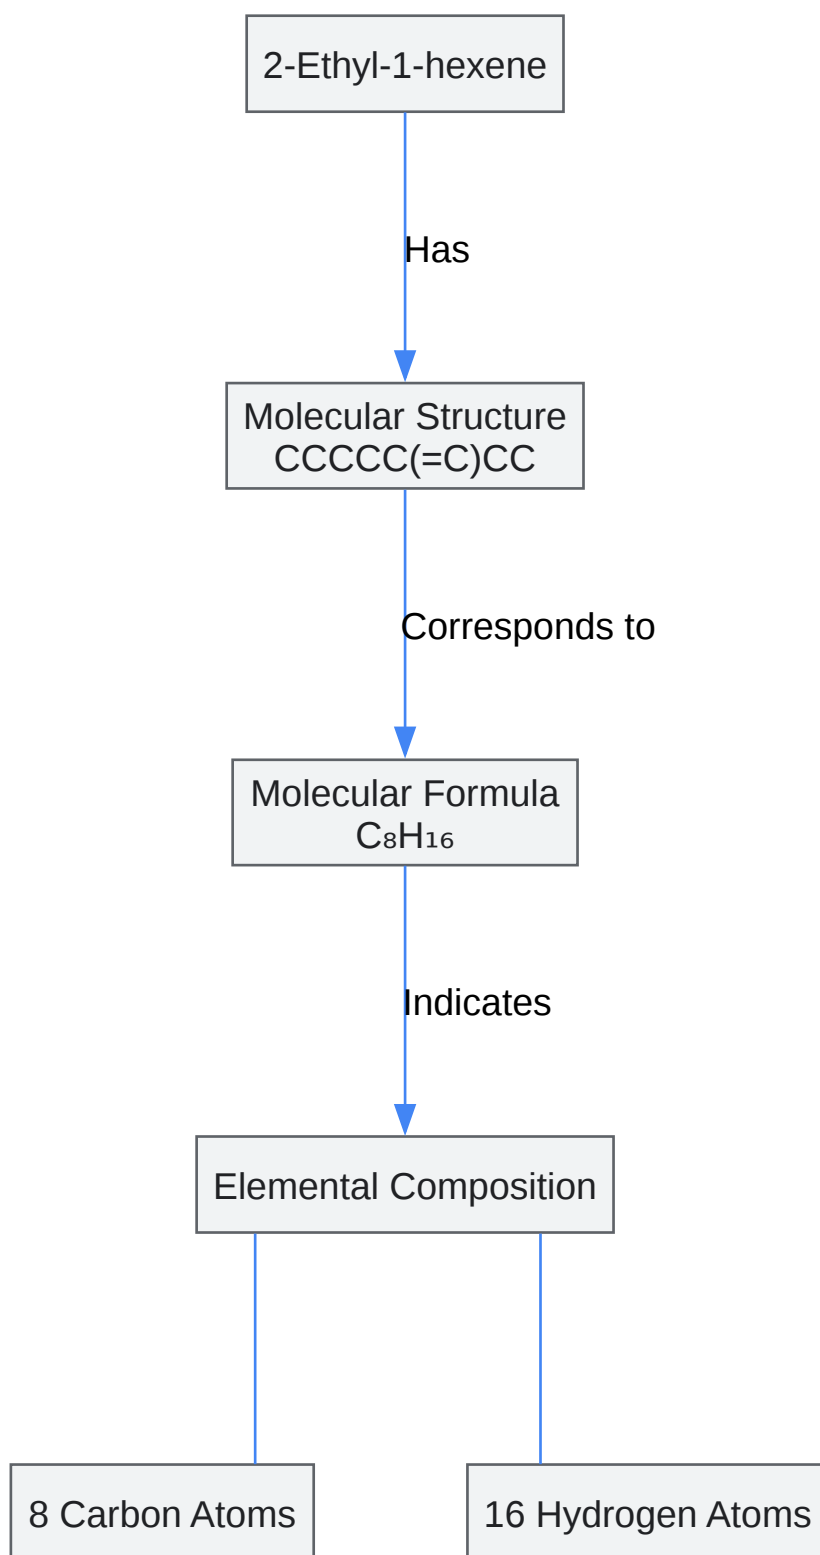 2-Ethyl-1-hexene
Has
Molecular Structure
CCCCC(=C)CC
Corresponds to
Molecular Formula
C₈H₁₆
Indicates
Elemental Composition
8 Carbon Atoms
16 Hydrogen Atoms